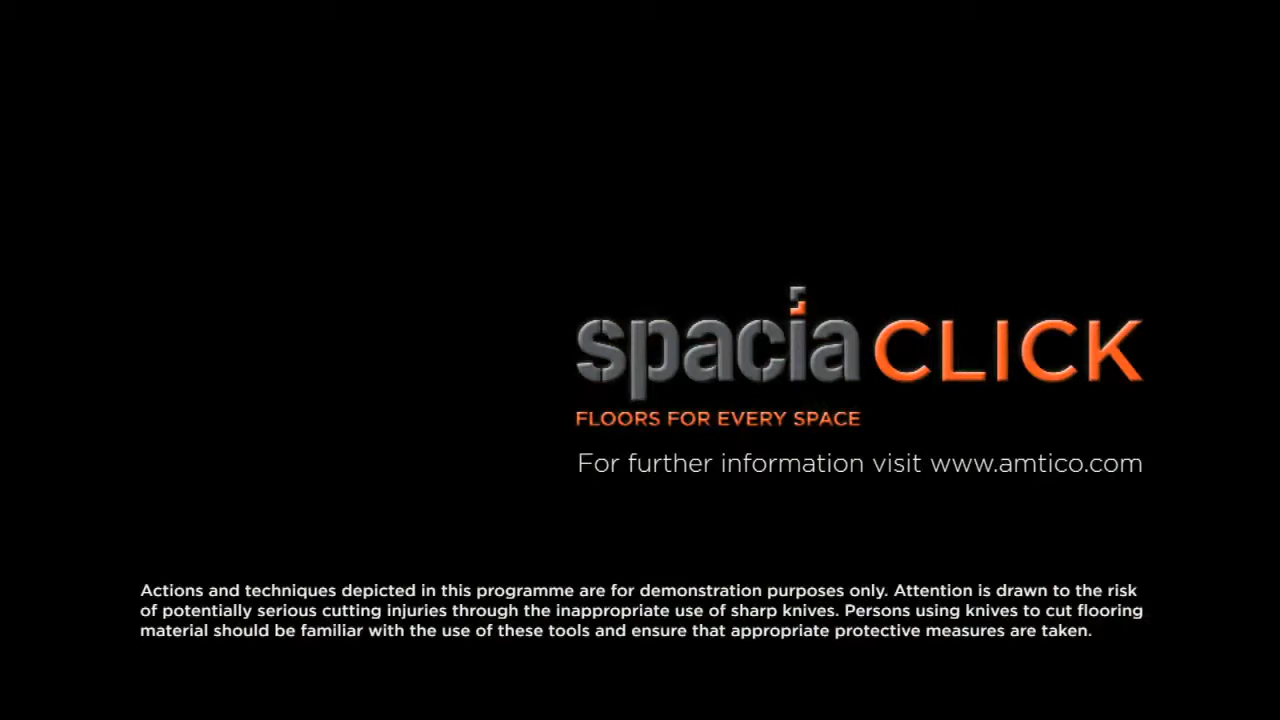 spacia CLICK
FLOORS FOR EVERY SPACE
For further information visit www.amtico.com
Actions and techniques depicted in this programme are for demonstration purposes only. Attention is drawn to the risk
of potentially serious cutting injuries through the inappropriate use of sharp knives. Persons using knives to cut flooring
material should be familiar with the use of these tools and ensure that appropriate protective measures are taken.